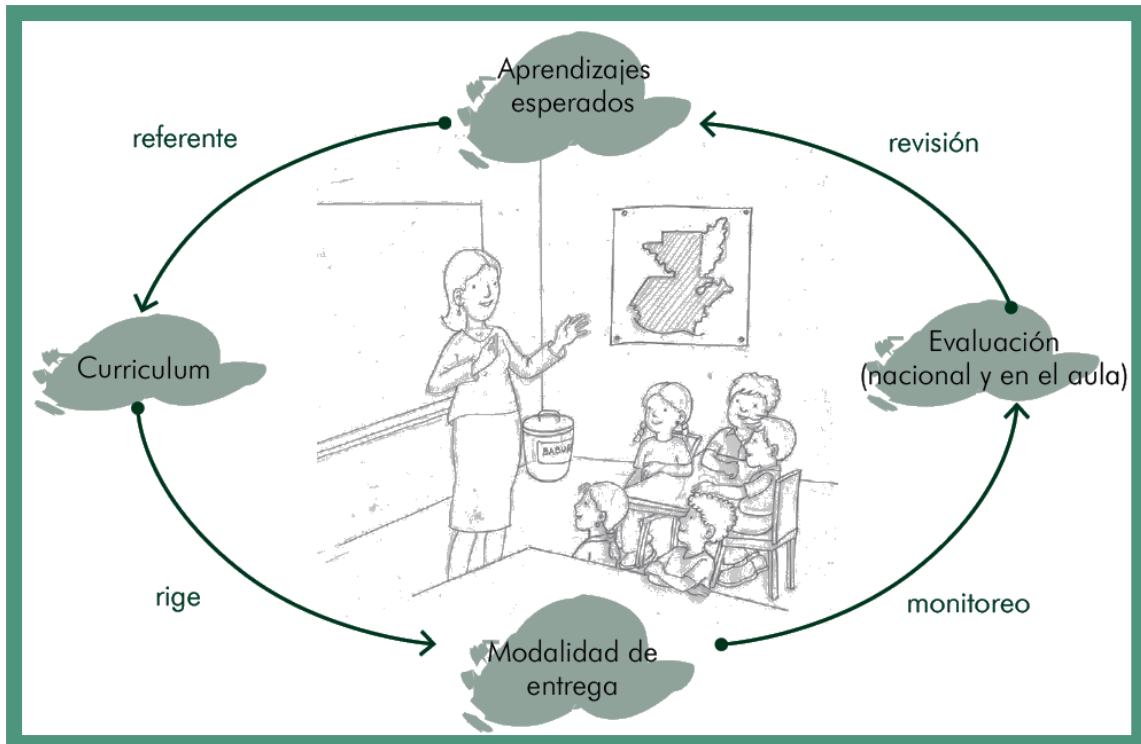 Aprendizajes
esperados
referente
revisión
Curriculum
Evaluación
(nacional y en el aula)
rige
monitoreo
Modalidad de
entrega